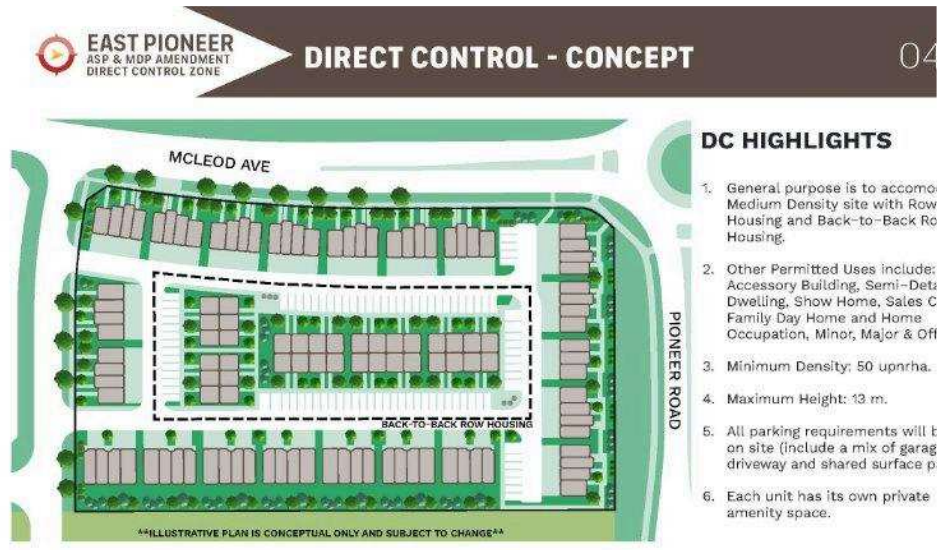 EAST PIONEER
ASP & MDP AMENDMENT
DIRECT CONTROL ZONE
DIRECT CONTROL - CONCEPT
04
MCLEOD AVE
PIONEER ROAD
BACK-TO-BACK ROW HOUSING
**ILLUSTRATIVE PLAN IS CONCEPTUAL ONLY AND SUBJECT TO CHANGE**
DC HIGHLIGHTS
1. General purpose is to accomo
Medium Density site with Row
Housing and Back-to-Back Ro
Housing.
2. Other Permitted Uses include:
Accessory Building, Semi-Deta
Dwelling, Show Home, Sales C
Family Day Home and Home
Occupation, Minor, Major & Off
3. Minimum Density: 50 upnrha.
4. Maximum Height: 13 m.
5. All parking requirements will b
on site (include a mix of garag
driveway and shared surface p
6. Each unit has its own private
amenity space.